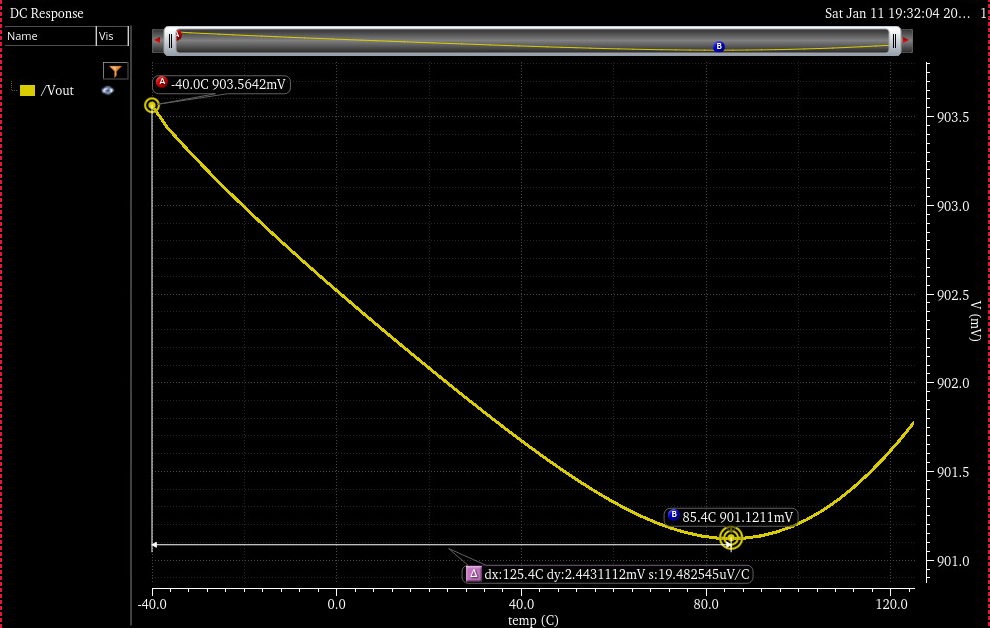 DC Response
Sat Jan 11 19:32:04 20… 1
Name Vis
A
B
/Vout
A -40.0C 903.5642mV
903.5
903.0
902.5
V (mV)
902.0
901.5
B 85.4C 901.1211mV
901.0
Δ dx:125.4C dy:2.4431112mV s:19.482545uV/C
-40.0 0.0 40.0 80.0 120.0
temp (C)